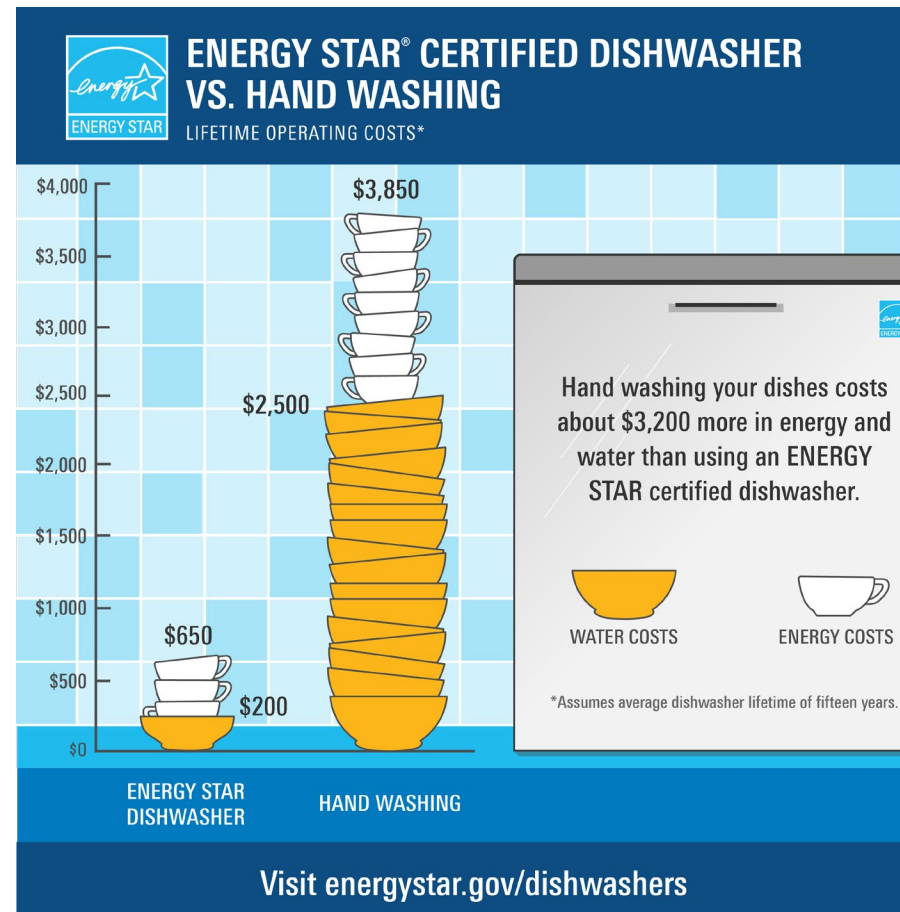 ENERGY STAR® CERTIFIED DISHWASHER
VS. HAND WASHING
LIFETIME OPERATING COSTS*
energy
ENERGY STAR
$4,000
$3,850
$3,500
$3,000
$2,500
$2,500
$2,000
$1,500
$1,000
$650
$500
$200
$0
ENERGY STAR
DISHWASHER
HAND WASHING
Hand washing your dishes costs
about $3,200 more in energy and
water than using an ENERGY
STAR certified dishwasher.
WATER COSTS
ENERGY COSTS
*Assumes average dishwasher lifetime of fifteen years.
Visit energystar.gov/dishwashers